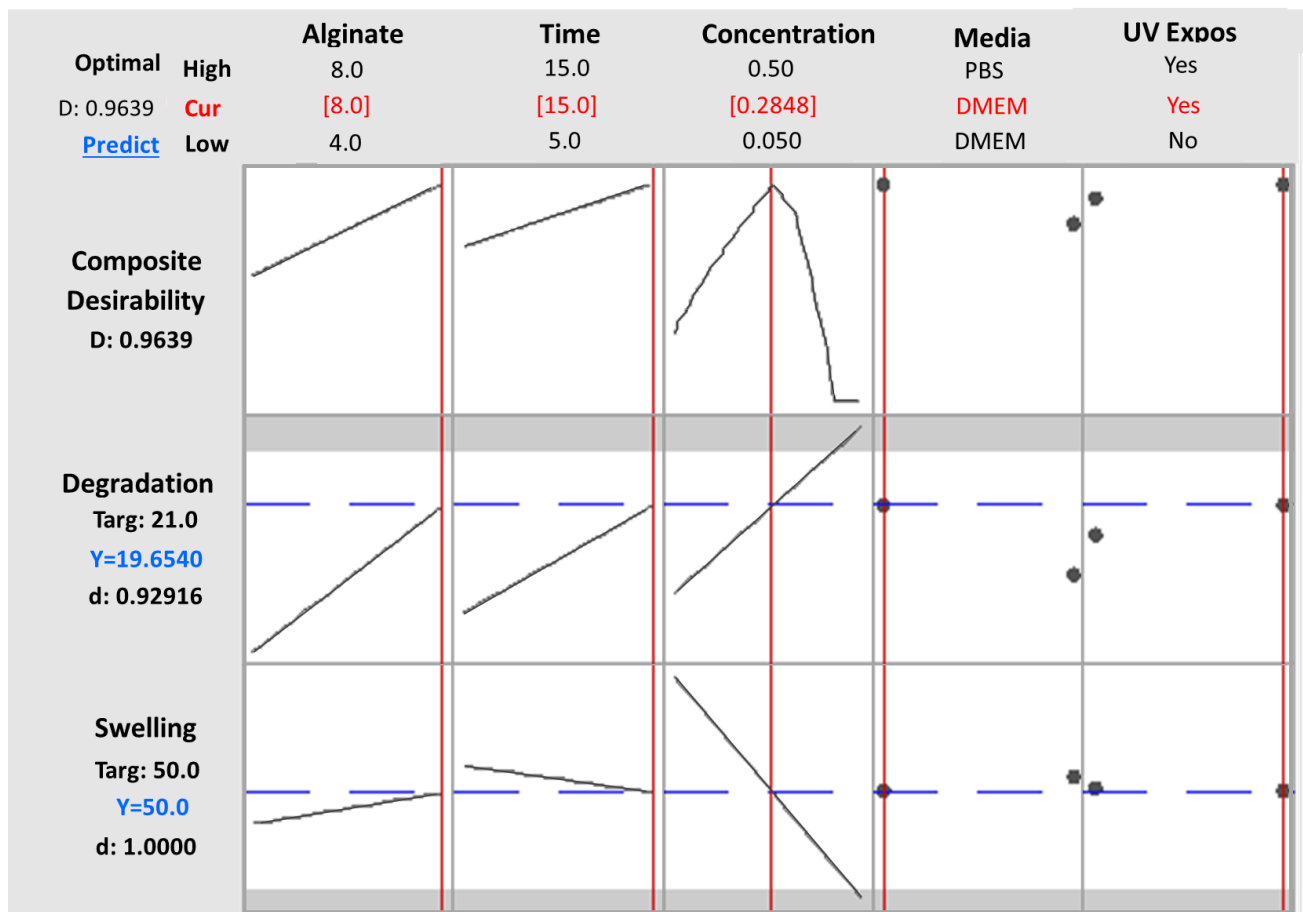 Alginate Time Concentration Media UV Expos
Optimal High 8.0 15.0 0.50 PBS Yes
D: 0.9639 Cur [8.0] [15.0] [0.2848] DMEM Yes
Predict Low 4.0 5.0 0.050 DMEM No
Composite
Desirability
D: 0.9639
Degradation
Targ: 21.0
Y=19.6540
d: 0.92916
Swelling
Targ: 50.0
Y=50.0
d: 1.0000